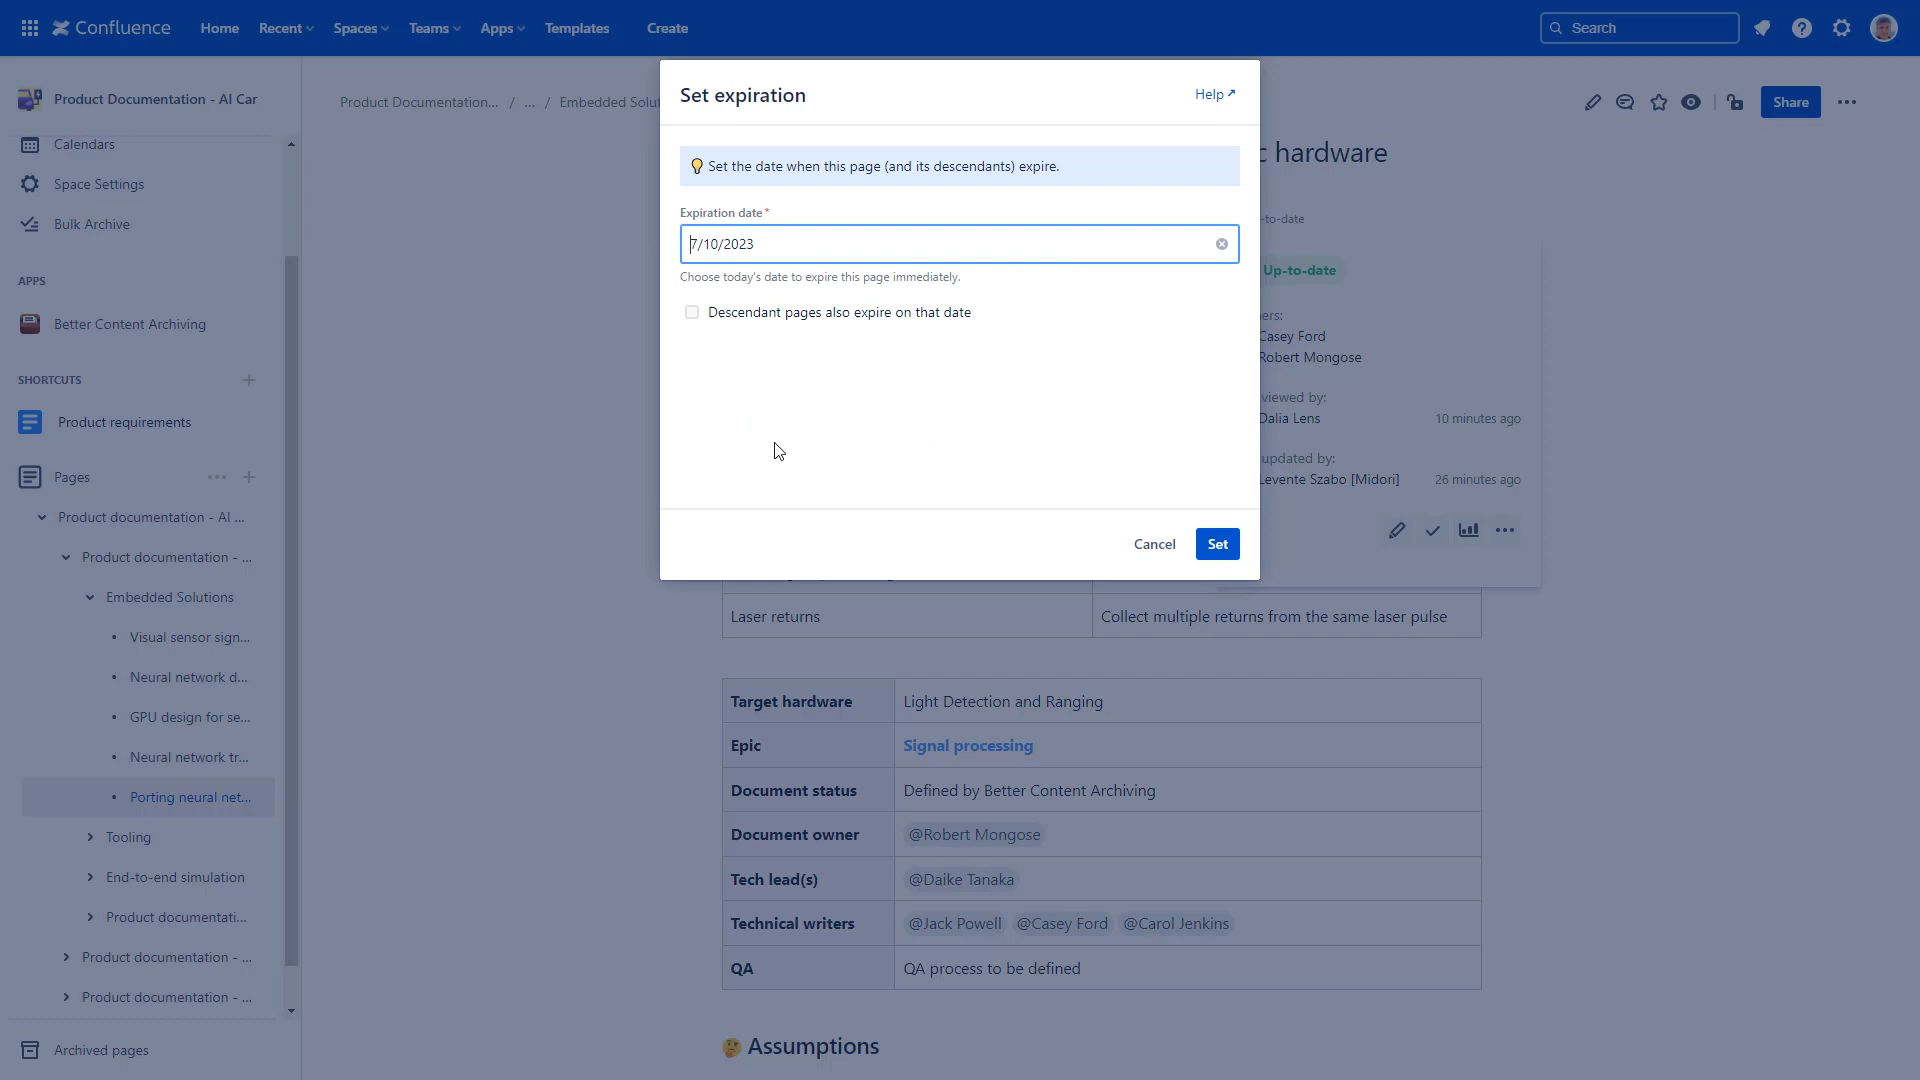 Confluence
Home Recent Spaces Teams Apps Templates Create
Search
Product Documentation - AI Car
Calendars
Space Settings
Bulk Archive
APPS
Better Content Archiving
SHORTCUTS
Product requirements
Pages
Product documentation - AI ...
Product documentation - ...
Embedded Solutions
Visual sensor sign...
Neural network d...
GPU design for se...
Neural network tr...
Porting neural net...
Tooling
End-to-end simulation
Product documentati...
Product documentation - ...
Product documentation - ...
Archived pages
Product Documentation... / ... / Embedded Solu
Share
Set expiration
Help
Set the date when this page (and its descendants) expire.
Expiration date*
7/10/2023
Choose today's date to expire this page immediately.
Descendant pages also expire on that date
Cancel
Set
c hardware
-to-date
Up-to-date
ers:
Casey Ford
Robert Mongose
viewed by:
Dalia Lens 10 minutes ago
updated by:
Levente Szabo [Midori] 26 minutes ago
Laser returns Collect multiple returns from the same laser pulse
Target hardware Light Detection and Ranging
Epic Signal processing
Document status Defined by Better Content Archiving
Document owner @Robert Mongose
Tech lead(s) @Daike Tanaka
Technical writers @Jack Powell @Casey Ford @Carol Jenkins
QA QA process to be defined
Assumptions